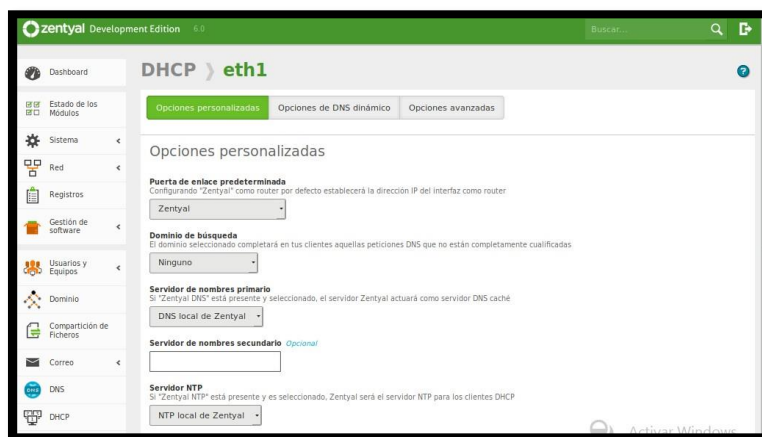 zentyal Development Edition 6.0
Buscar...
Dashboard
Estado de los
Módulos
Sistema
Red
Registros
Gestión de
software
Usuarios y
Equipos
Dominio
Compartición de
Ficheros
Correo
DNS
DHCP
DHCP
eth1
Opciones personalizadas
Opciones de DNS dinámico
Opciones avanzadas
Opciones personalizadas
Puerta de enlace predeterminada
Configurando "Zentyal" como router por defecto establecerá la dirección IP del interfaz como router
Zentyal
Dominio de búsqueda
El dominio seleccionado completará en tus clientes aquellas peticiones DNS que no están completamente cualificadas
Ninguno
Servidor de nombres primario
Si "Zentyal DNS" está presente y seleccionado, el servidor Zentyal actuará como servidor DNS caché
DNS local de Zentyal
Servidor de nombres secundario Opcional
Servidor NTP
Si "Zentyal NTP" está presente y es seleccionado, Zentyal será el servidor NTP para los clientes DHCP
NTP local de Zentyal
Activar Windows